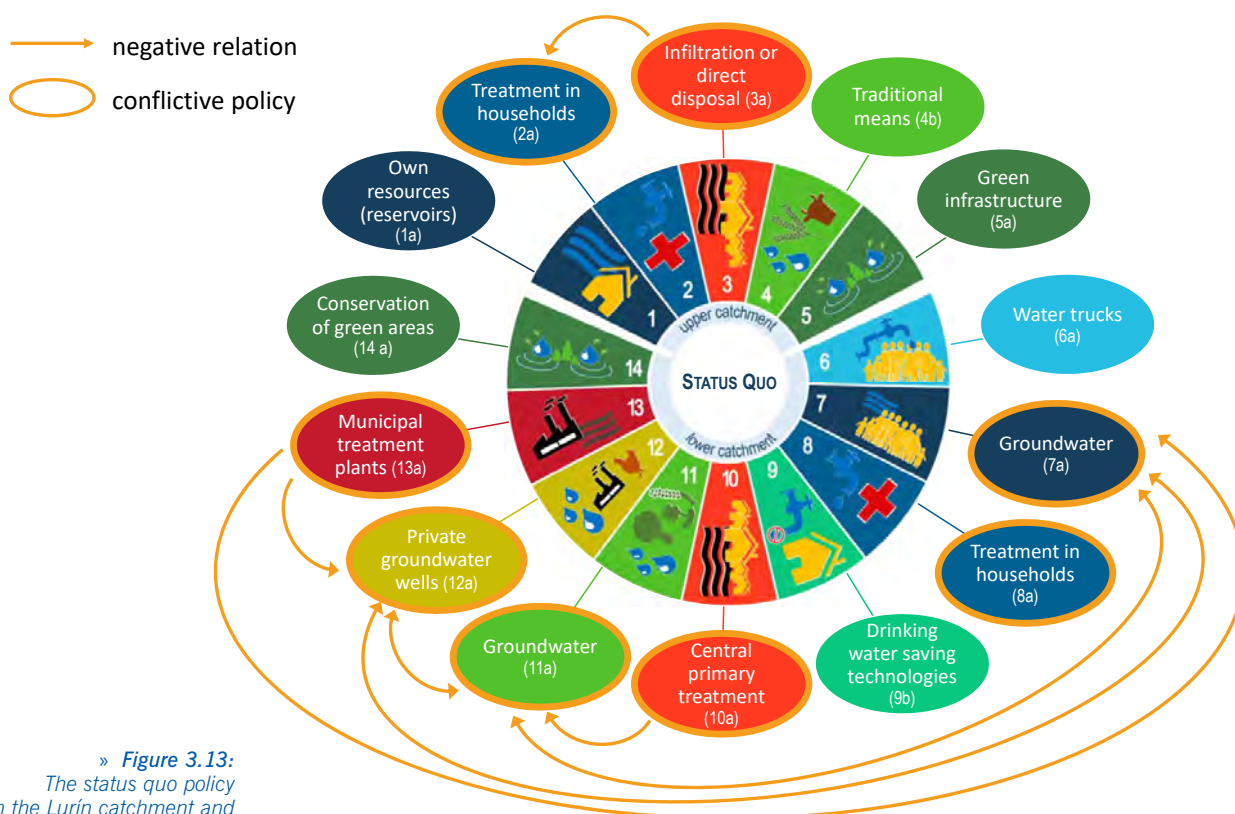 negative relation
conflictive policy
Infiltration or
direct
disposal (3a)
Treatment in
households
(2a)
Traditional
means (4b)
Own
resources
(reservoirs)
(1a)
Green
infrastructure
(5a)
Conservation
of green areas
(14 a)
Water trucks
(6a)
Municipal
treatment
plants (13a)
Groundwater
(7a)
Private
groundwater
wells (12a)
Treatment in
households
(8a)
Groundwater
(11a)
Central
primary
treatment
(10a)
Drinking
water saving
technologies
(9b)
1
2
3
4
5
6
7
8
9
10
11
12
13
14
upper catchment
STATUS QUO
lower catchment
» Figure 3.13:
The status quo policy
the Lurín catchment and